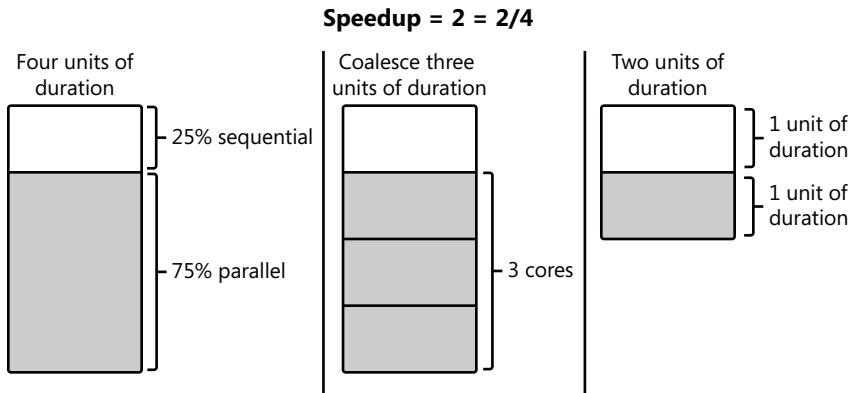 Speedup = 2 = 2/4
Four units of
duration
25% sequential
75% parallel
Coalesce three
units of duration
3 cores
Two units of
duration
1 unit of
duration
1 unit of
duration